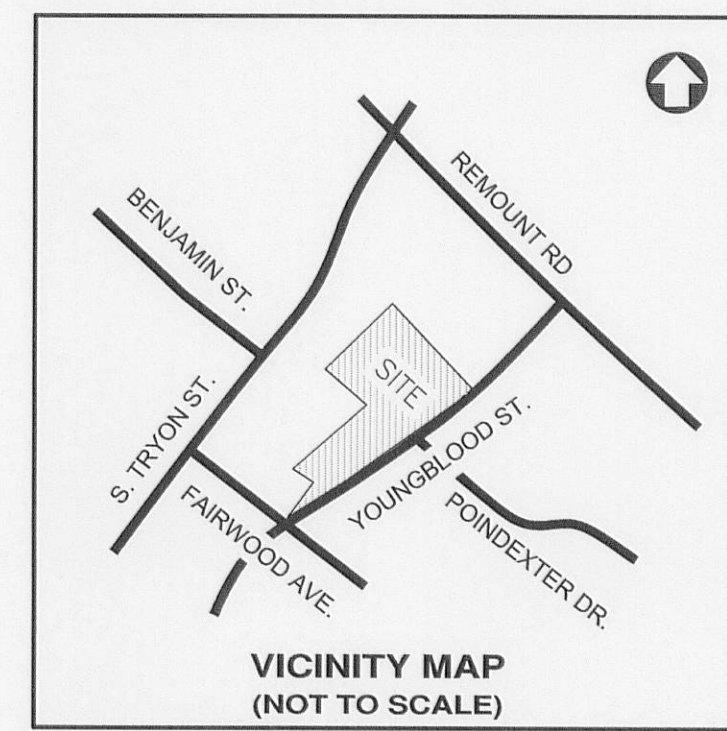 REMOUNT RD
BENJAMIN ST.
SITE
S. TRYON ST.
YOUNGBLOOD ST.
FAIRWOOD AVE.
POINDEXTER DR.
VICINITY MAP
(NOT TO SCALE)